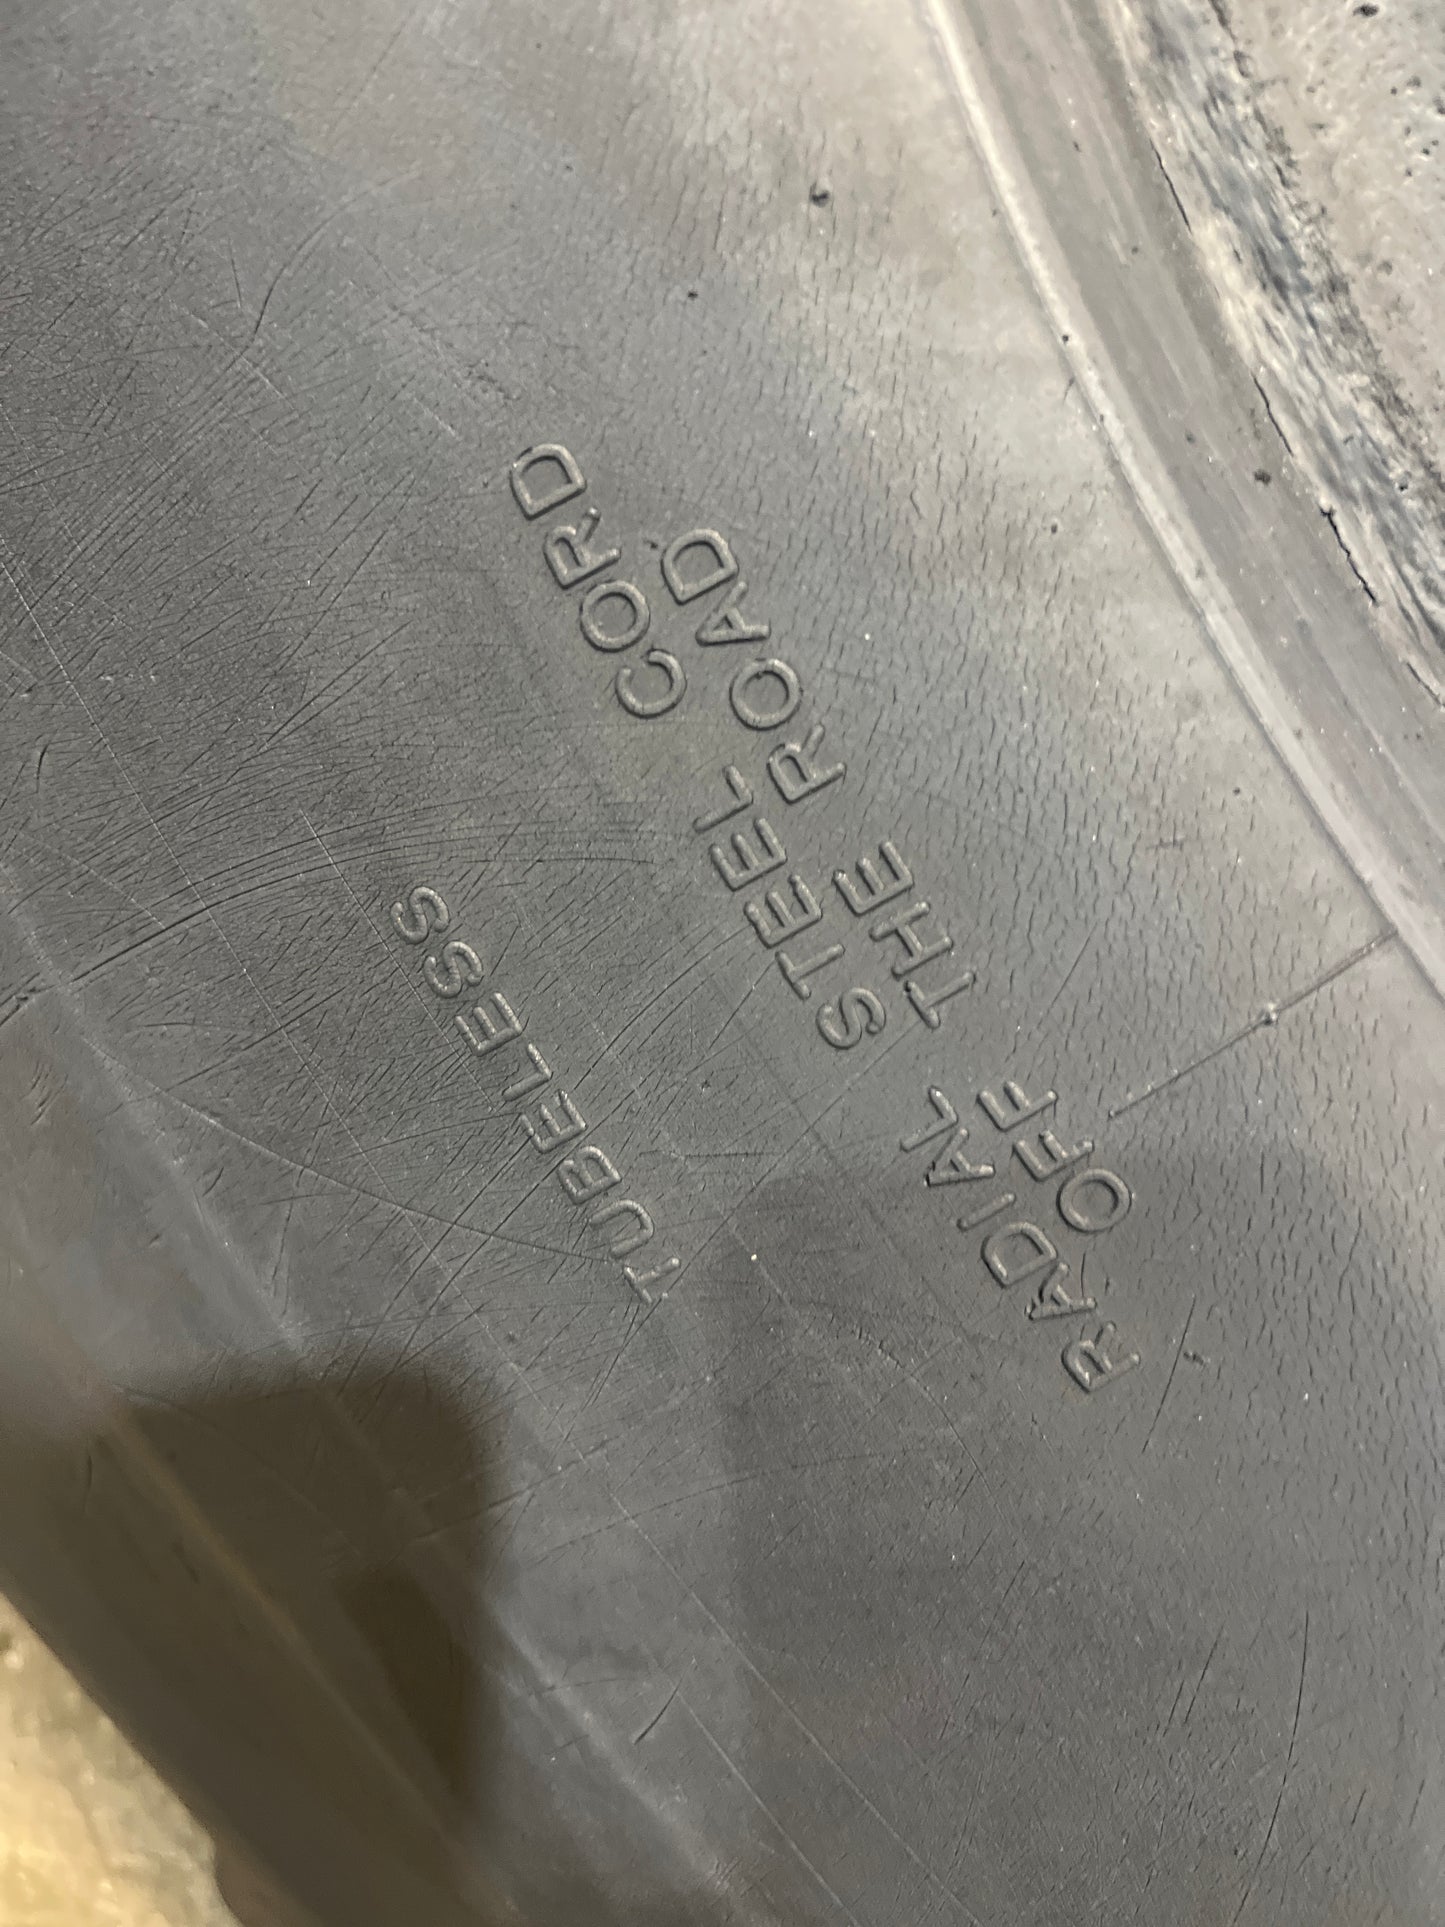 TUBELESS
RADIAL STEEL CORD
OFF THE ROAD